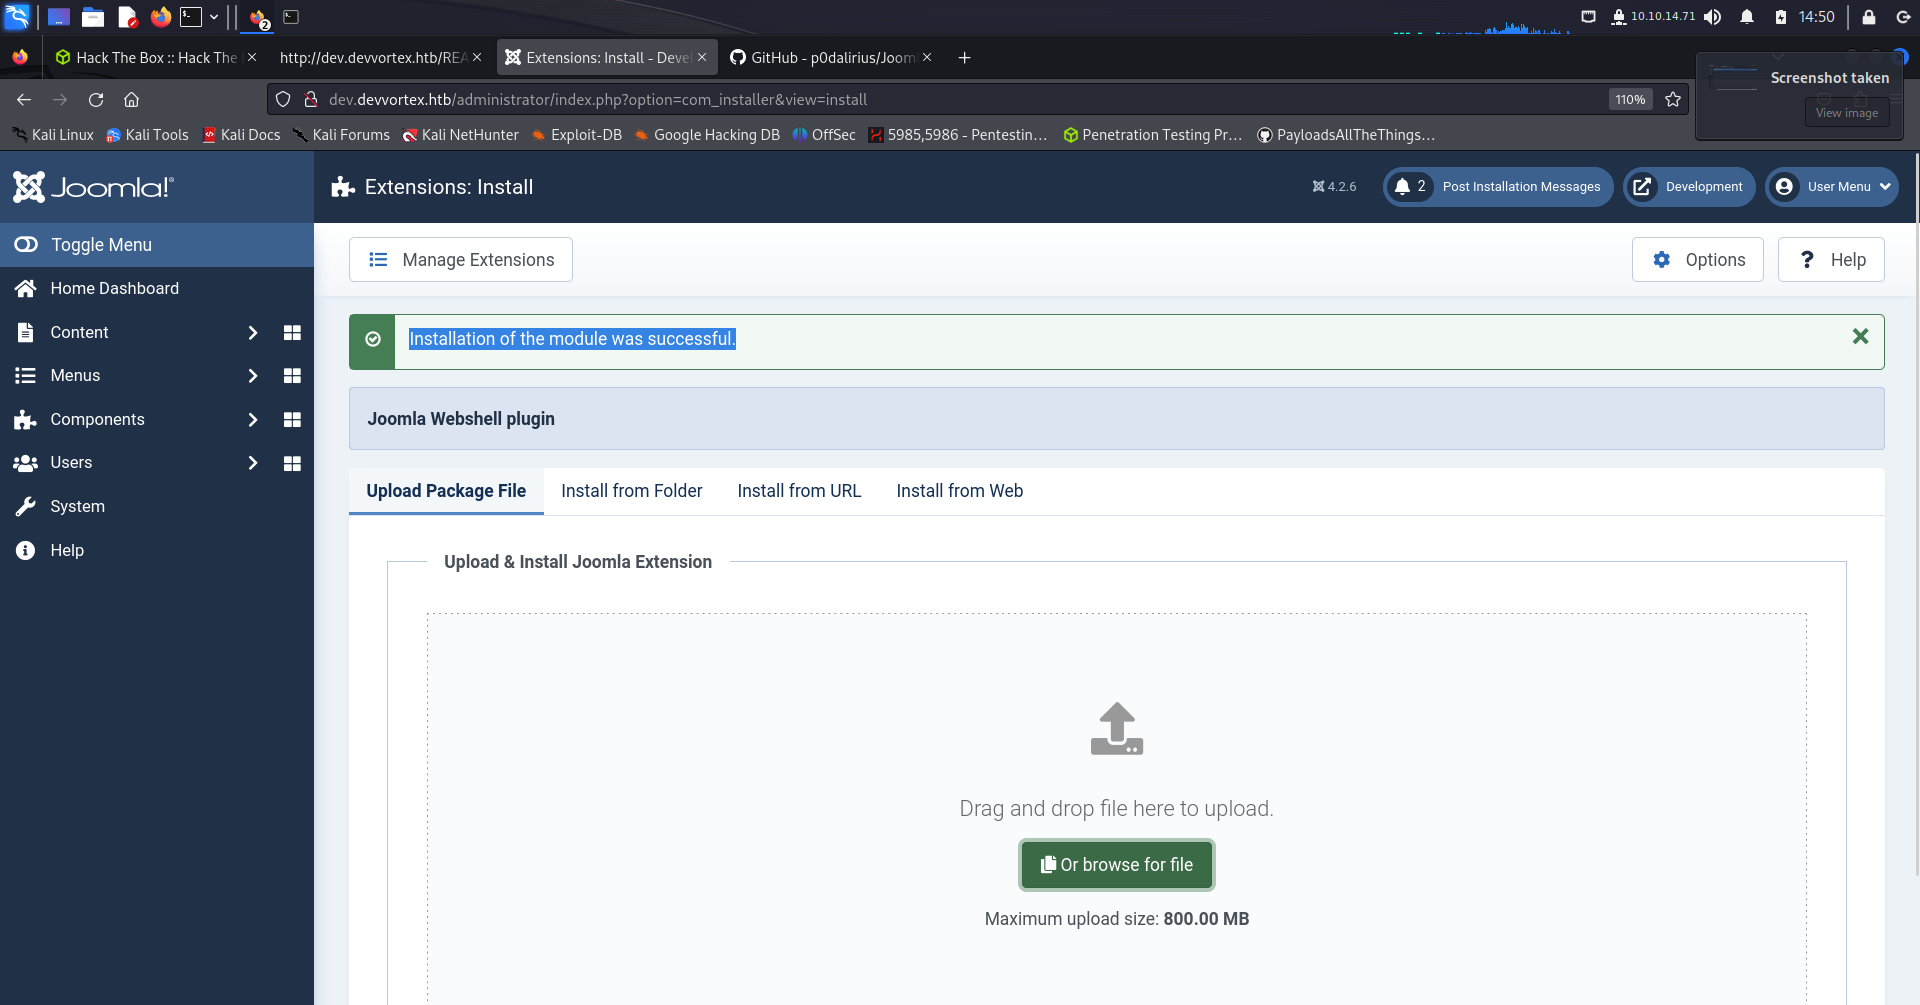 10.10.14.71
14:50
2
Hack The Box :: Hack The
http://dev.devvortex.htb/REA
Extensions: Install - Devel
GitHub - p0dalirius/Jooml
Screenshot taken
View image
dev.devvortex.htb/administrator/index.php?option=com_installer&view=install
110%
Kali Linux
Kali Tools
Kali Docs
Kali Forums
Kali NetHunter
Exploit-DB
Google Hacking DB
OffSec
5985,5986 - Pentestin…
Penetration Testing Pr…
PayloadsAllTheThings…
Joomla!®
Extensions: Install
4.2.6
2
Post Installation Messages
Development
User Menu
Toggle Menu
Home Dashboard
Content
Menus
Components
Users
System
Help
Manage Extensions
Options
? Help
Installation of the module was successful.
Joomla Webshell plugin
Upload Package File
Install from Folder
Install from URL
Install from Web
Upload & Install Joomla Extension
Drag and drop file here to upload.
Or browse for file
Maximum upload size: 800.00 MB